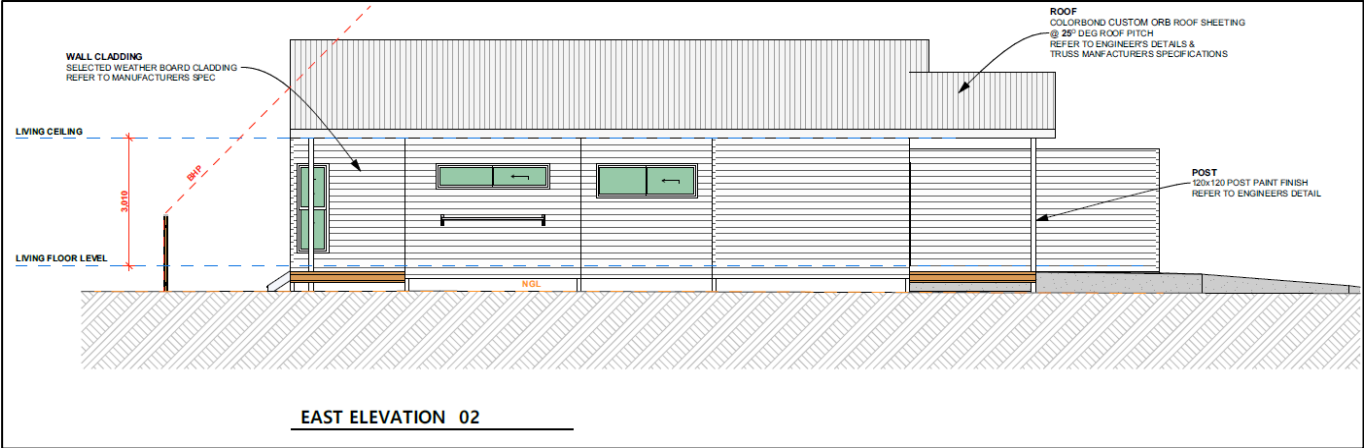 ROOF
COLORBOND CUSTOM ORB ROOF SHEETING
@ 25º DEG ROOF PITCH
REFER TO ENGINEER'S DETAILS &
TRUSS MANFACTURERS SPECIFICATIONS
WALL CLADDING
SELECTED WEATHER BOARD CLADDING
REFER TO MANUFACTURERS SPEC
LIVING CEILING
BHP
3,010
POST
120x120 POST PAINT FINISH
REFER TO ENGINEERS DETAIL
LIVING FLOOR LEVEL
NGL
EAST ELEVATION 02